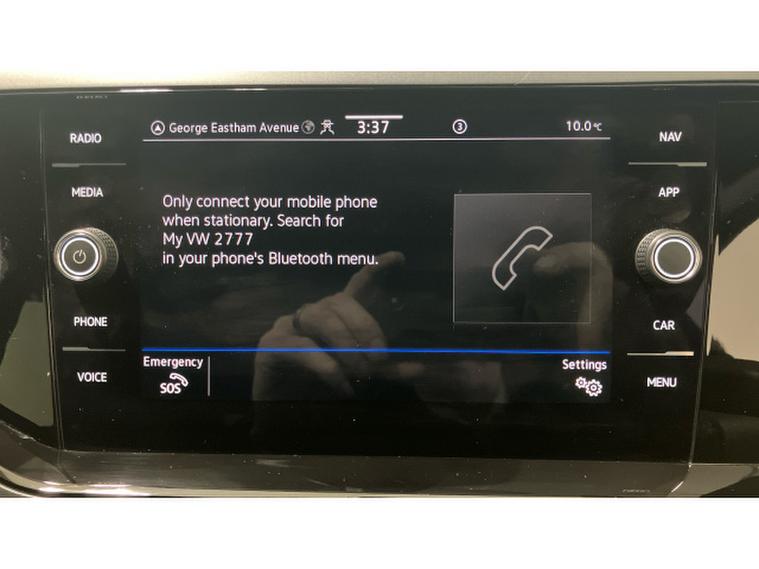 RADIO
MEDIA
PHONE
VOICE
George Eastham Avenue 3:37 3 10.0°C
Only connect your mobile phone
when stationary. Search for
My VW 2777
in your phone's Bluetooth menu.
Emergency
SOS
Settings
NAV
APP
CAR
MENU